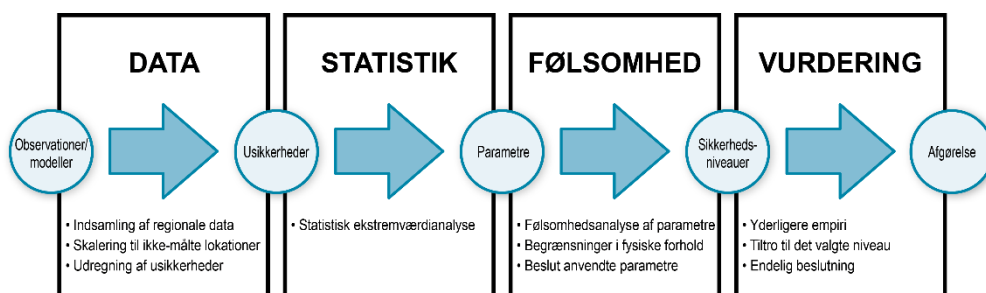 DATA
STATISTIK
FØLSOMHED
VURDERING
Observationer/
modeller
Usikkerheder
Parametre
Sikkerheds-
niveauer
Afgørelse
• Indsamling af regionale data
• Skalering til ikke-målte lokationer
• Udregning af usikkerheder
• Statistisk ekstremværdianalyse
• Følsomhedsanalyse af parametre
• Begrænsninger i fysiske forhold
• Beslut anvendte parametre
• Yderligere empiri
• Tiltro til det valgte niveau
• Endelig beslutning